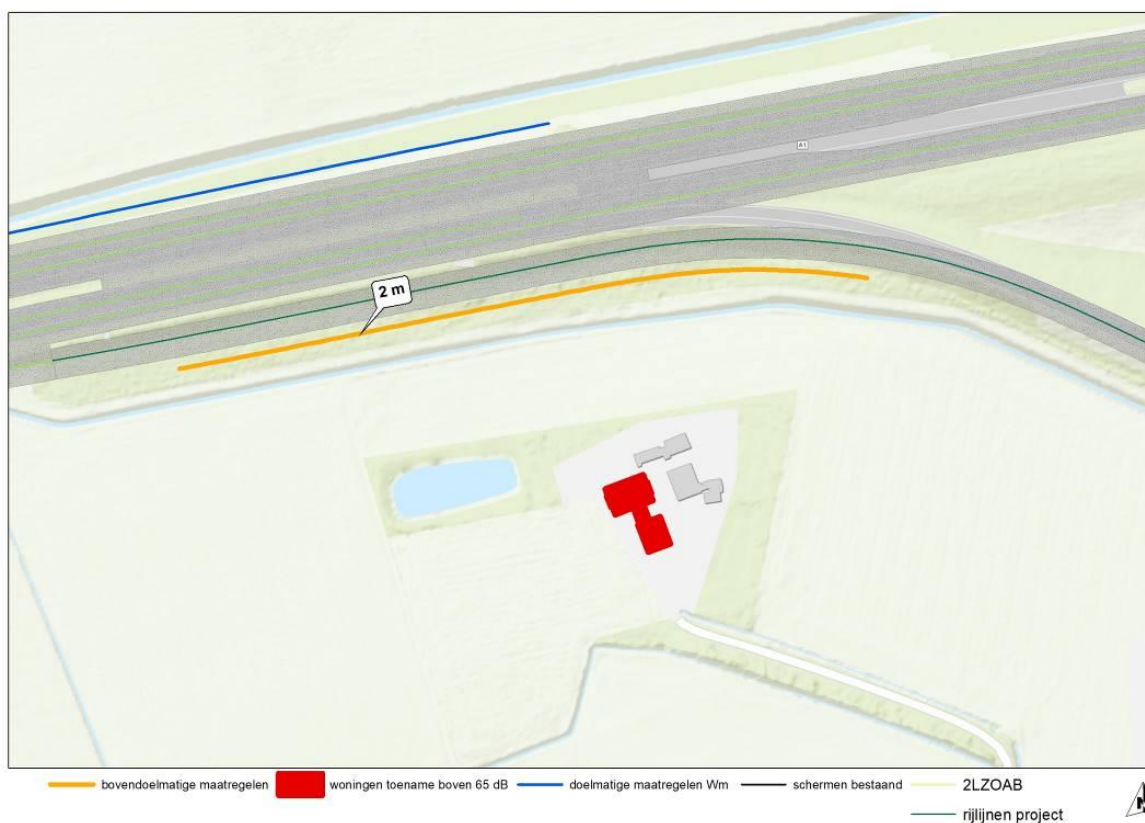 A1
2 m
bovendoelmatige maatregelen woningen toename boven 65 dB doelmatige maatregelen Wm schermen bestaand 2LZOAB
rijlijnen project